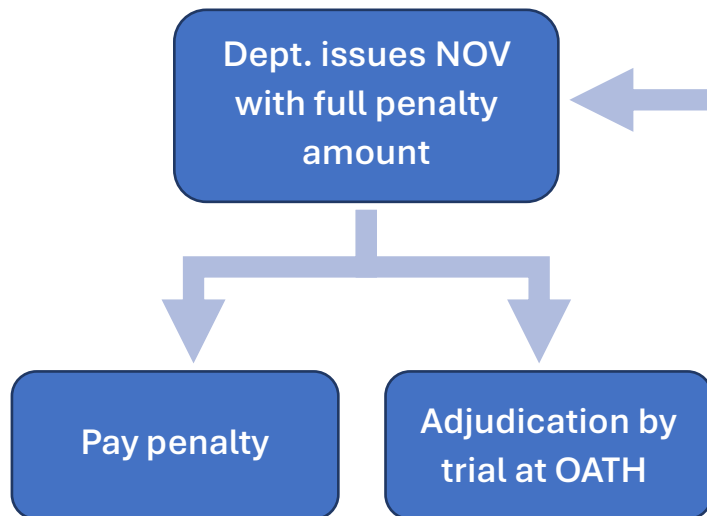 Dept. issues NOV
with full penalty
amount
Pay penalty
Adjudication by
trial at OATH